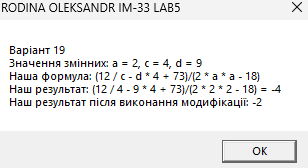 RODINA OLEKSANDR IM-33 LAB5
Варіант 19
Значення змінних: a = 2, c = 4, d = 9
Наша формула: (12 / c - d * 4 + 73)/(2 * a * a - 18)
Наш результат: (12 / 4 - 9 * 4 + 73)/(2 * 2 * 2 - 18) = -4
Наш результат після виконання модифікації: -2
OK